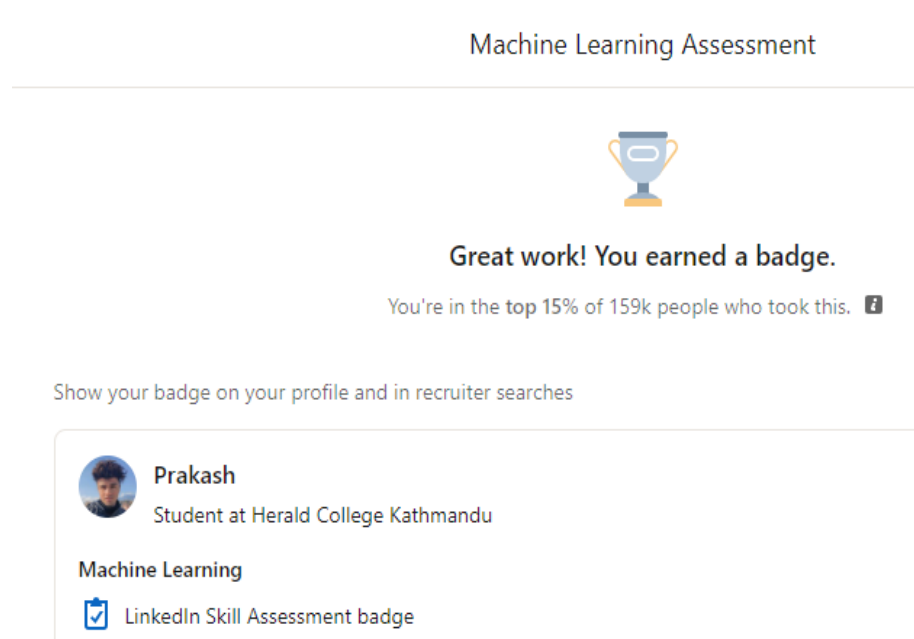 Machine Learning Assessment
Great work! You earned a badge.
You're in the top 15% of 159k people who took this. i
Show your badge on your profile and in recruiter searches
Prakash
Student at Herald College Kathmandu
Machine Learning
LinkedIn Skill Assessment badge